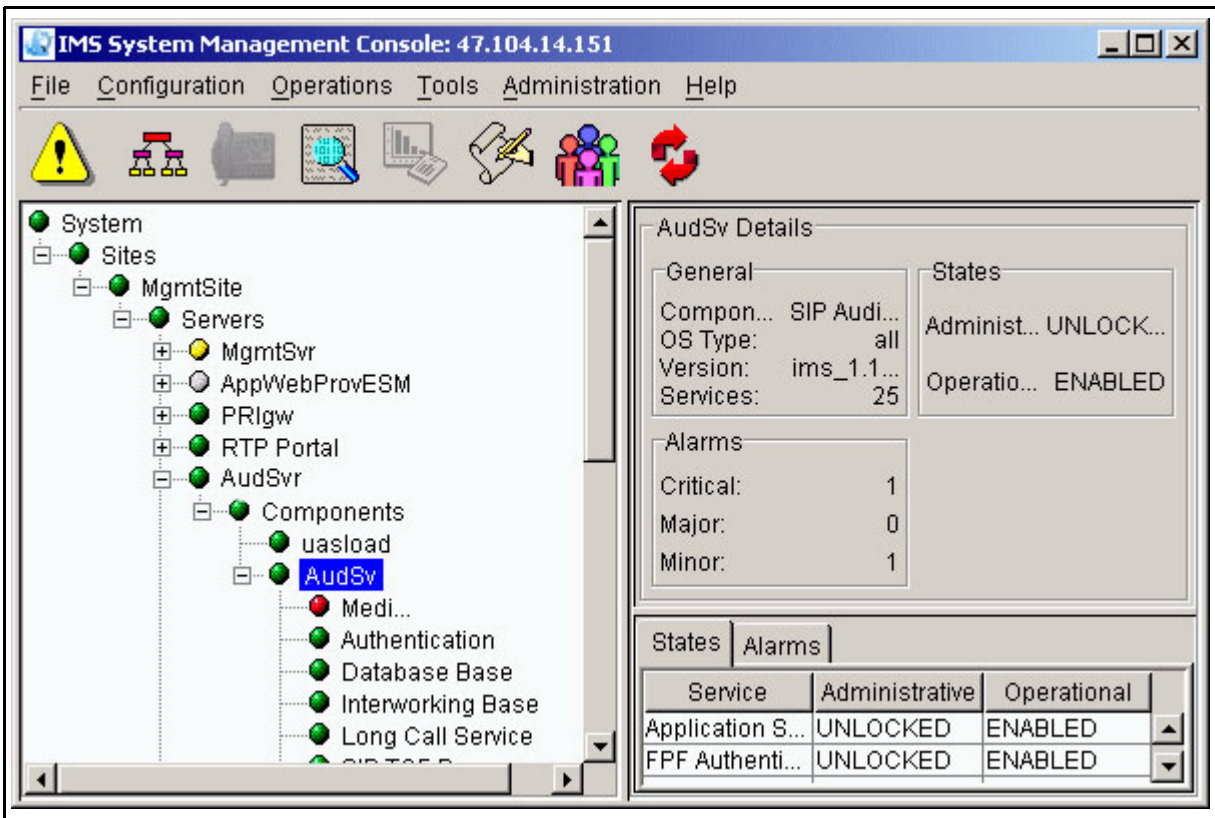 IMS System Management Console: 47.104.14.151
File Configuration Operations Tools Administration Help
System
Sites
MgmtSite
Servers
MgmtSvr
AppWebProvESM
PRIgw
RTP Portal
AudSvr
Components
uasload
AudSv
Medi...
Authentication
Database Base
Interworking Base
Long Call Service
AudSv Details
General
Compon... SIP Audi...
OS Type: all
Version: ims_1.1...
Services: 25
States
Administ... UNLOCK...
Operatio... ENABLED
Alarms
Critical: 1
Major: 0
Minor: 1
States Alarms
Service Administrative Operational
Application S... UNLOCKED ENABLED
FPF Authenti... UNLOCKED ENABLED